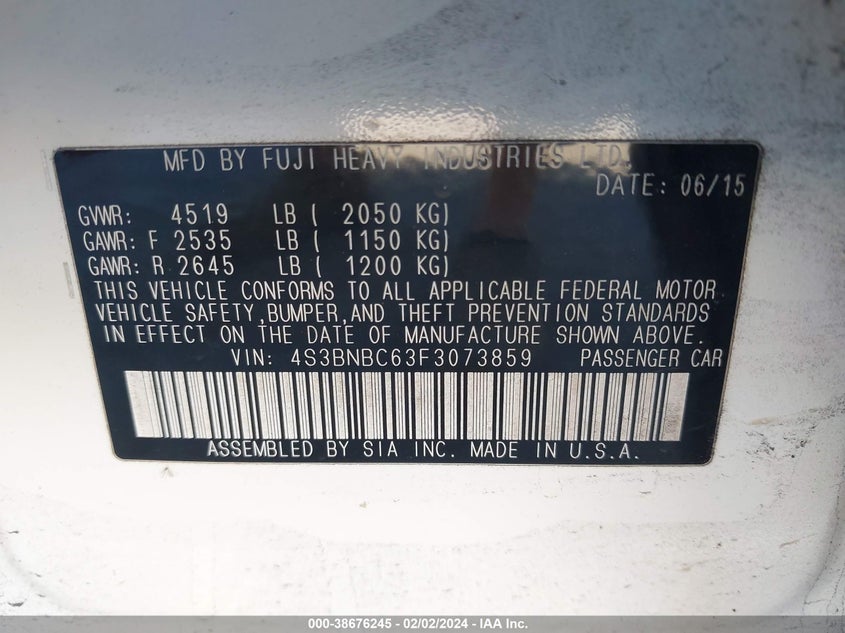 MFD BY FUJI HEAVY INDUSTRIES LTD.
DATE: 06/15
GVWR: 4519 LB ( 2050 KG)
GAWR: F 2535 LB ( 1150 KG)
GAWR: R 2645 LB ( 1200 KG)
THIS VEHICLE CONFORMS TO ALL APPLICABLE FEDERAL MOTOR
VEHICLE SAFETY, BUMPER, AND THEFT PREVENTION STANDARDS
IN EFFECT ON THE DATE OF MANUFACTURE SHOWN ABOVE.
VIN: 4S3BNBC63F3073859 PASSENGER CAR
ASSEMBLED BY SIA INC. MADE IN U.S.A.
000-38676245 - 02/02/2024 - IAA Inc.